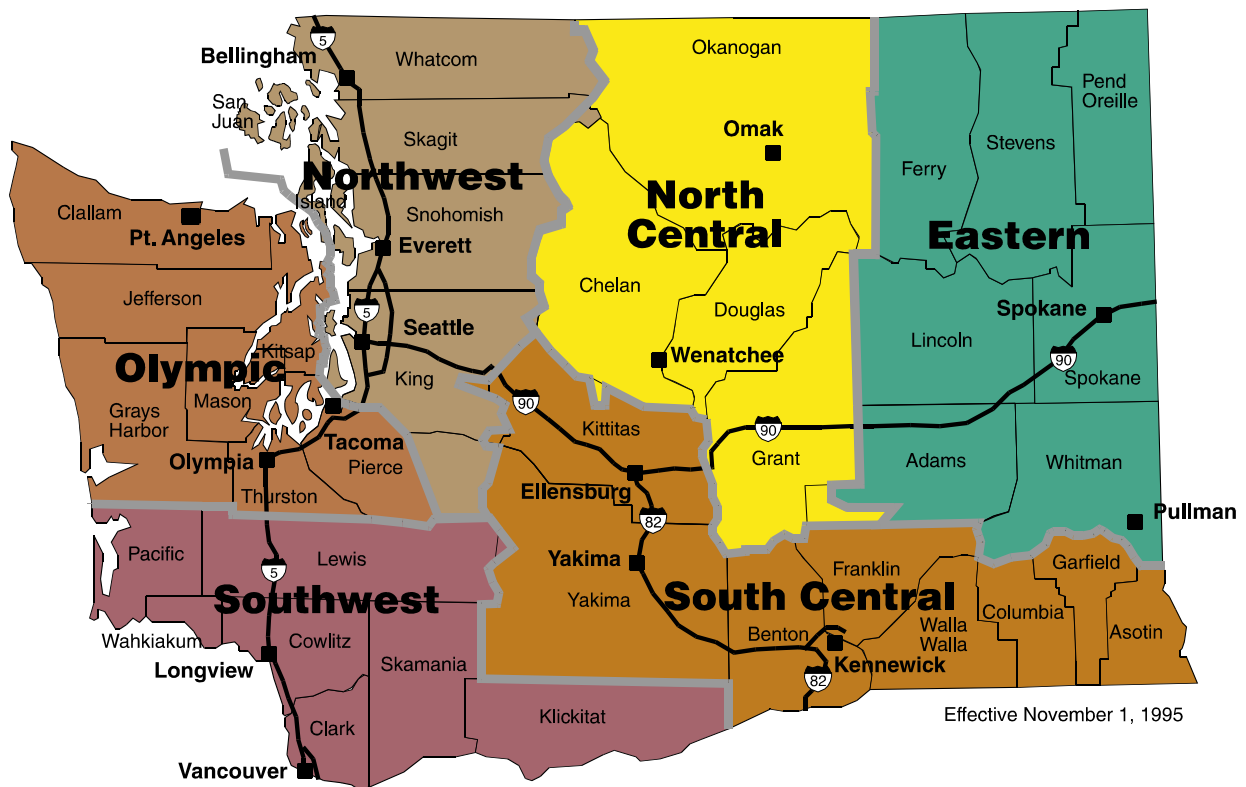 5
Bellingham
Whatcom
Okanogan
Pend
Oreille
San
Juan
Skagit
Omak
Stevens
Ferry
Northwest
Island
Snohomish
North
Central
Clallam
Pt. Angeles
Everett
Eastern
Jefferson
Chelan
Douglas
5
Seattle
Spokane
Lincoln
Kitsap
Olympic
Wenatchee
90
Spokane
King
Mason
Grays
Harbor
90
Kittitas
90
Tacoma
Pierce
Olympia
Grant
Adams
Whitman
Ellensburg
Thurston
82
Pullman
Pacific
Lewis
5
Yakima
Franklin
Garfield
Southwest
Yakima
South Central
Columbia
Walla
Walla
Asotin
Wahkiakum
Cowlitz
Benton
Longview
Skamania
Kennewick
82
Klickitat
Effective November 1, 1995
Clark
Vancouver